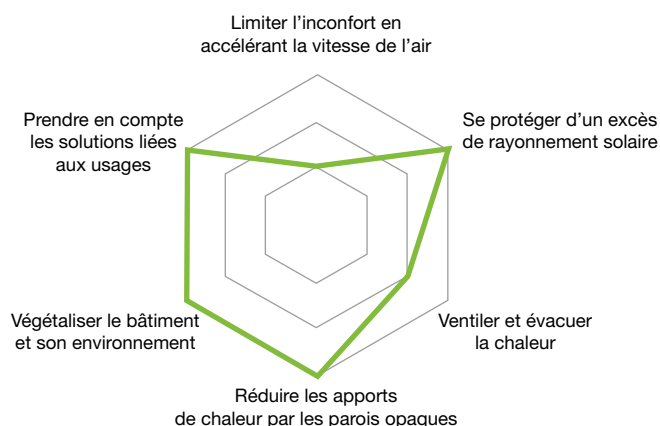 Limiter l’inconfort en
accélérant la vitesse de l’air
Prendre en compte
les solutions liées
aux usages
Se protéger d’un excès
de rayonnement solaire
Végétaliser le bâtiment
et son environnement
Ventiler et évacuer
la chaleur
Réduire les apports
de chaleur par les parois opaques